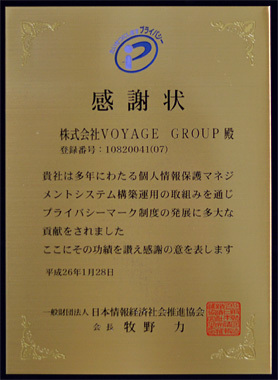 プライバシー
感謝状
株式会社VOYAGE GROUP 殿
登録番号：10820041(07)
貴社は多年にわたる個人情報保護マネジ
メントシステム構築運用の取組みを通じ
プライバシーマーク制度の発展に多大な
貢献をされました
ここにその功績を讃え感謝の意を表します
平成26年1月28日
一般財団法人 日本情報経済社会推進協会
会長 牧野 力